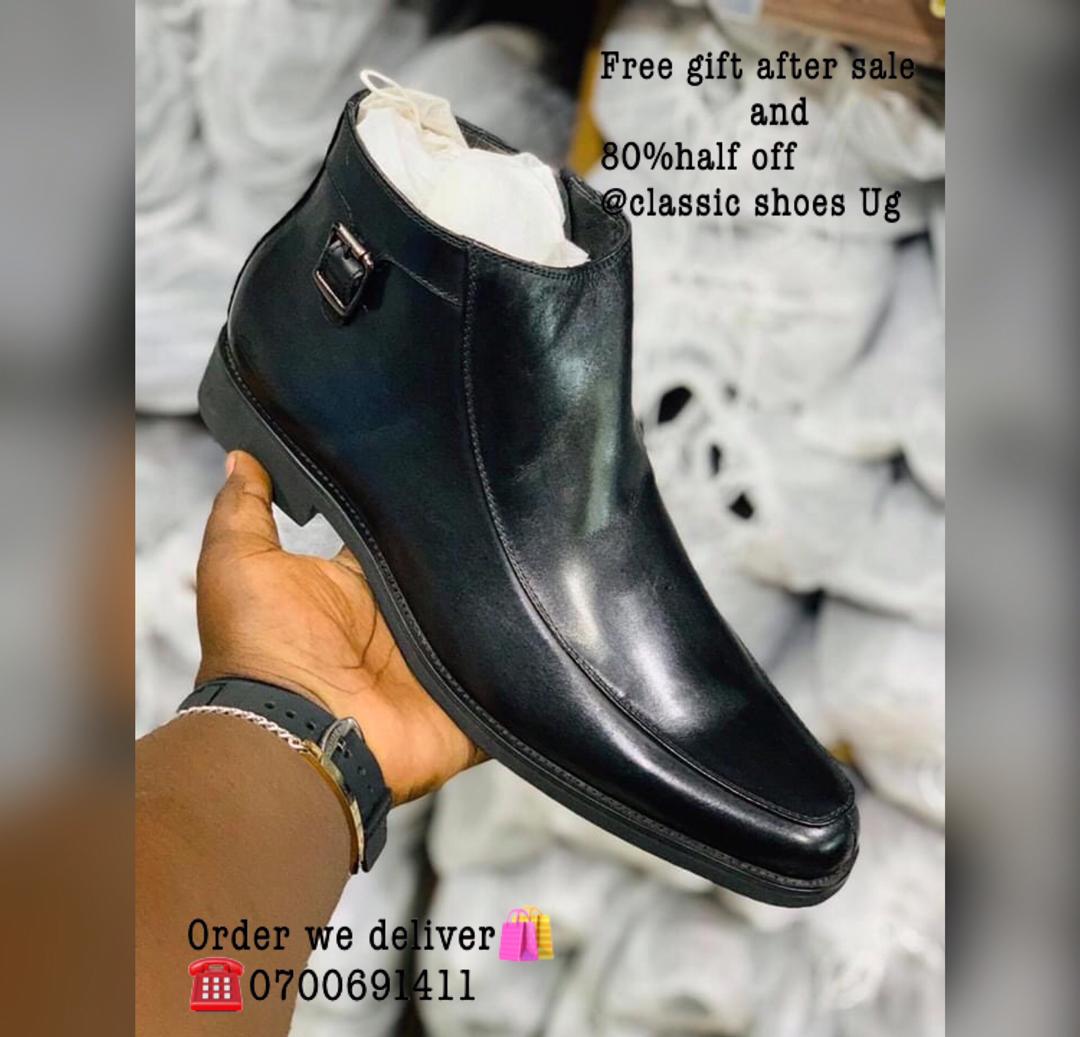 Free gift after sale
and
80%half off
@classic shoes Ug
Order we deliver🛍️
☎️0700691411